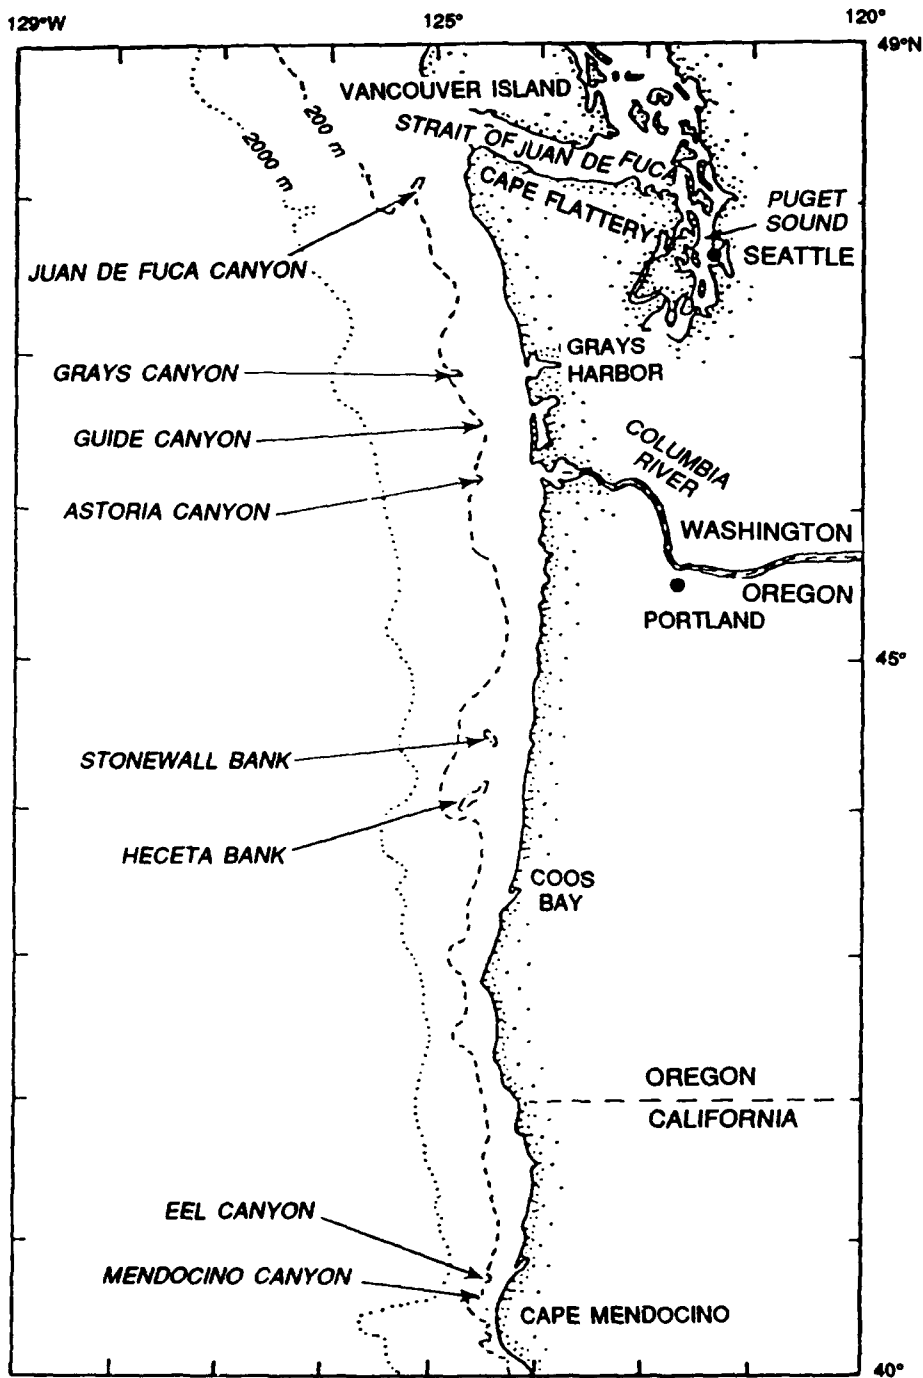 129°W
125°
120°
49°N
VANCOUVER ISLAND
STRAIT OF JUAN DE FUCA
200 m
2000 m
CAPE FLATTERY
PUGET
SOUND
SEATTLE
JUAN DE FUCA CANYON
GRAYS
HARBOR
GRAYS CANYON
GUIDE CANYON
COLUMBIA
RIVER
ASTORIA CANYON
WASHINGTON
OREGON
PORTLAND
45°
STONEWALL BANK
HECETA BANK
COOS
BAY
OREGON
CALIFORNIA
EEL CANYON
MENDOCINO CANYON
CAPE MENDOCINO
40°